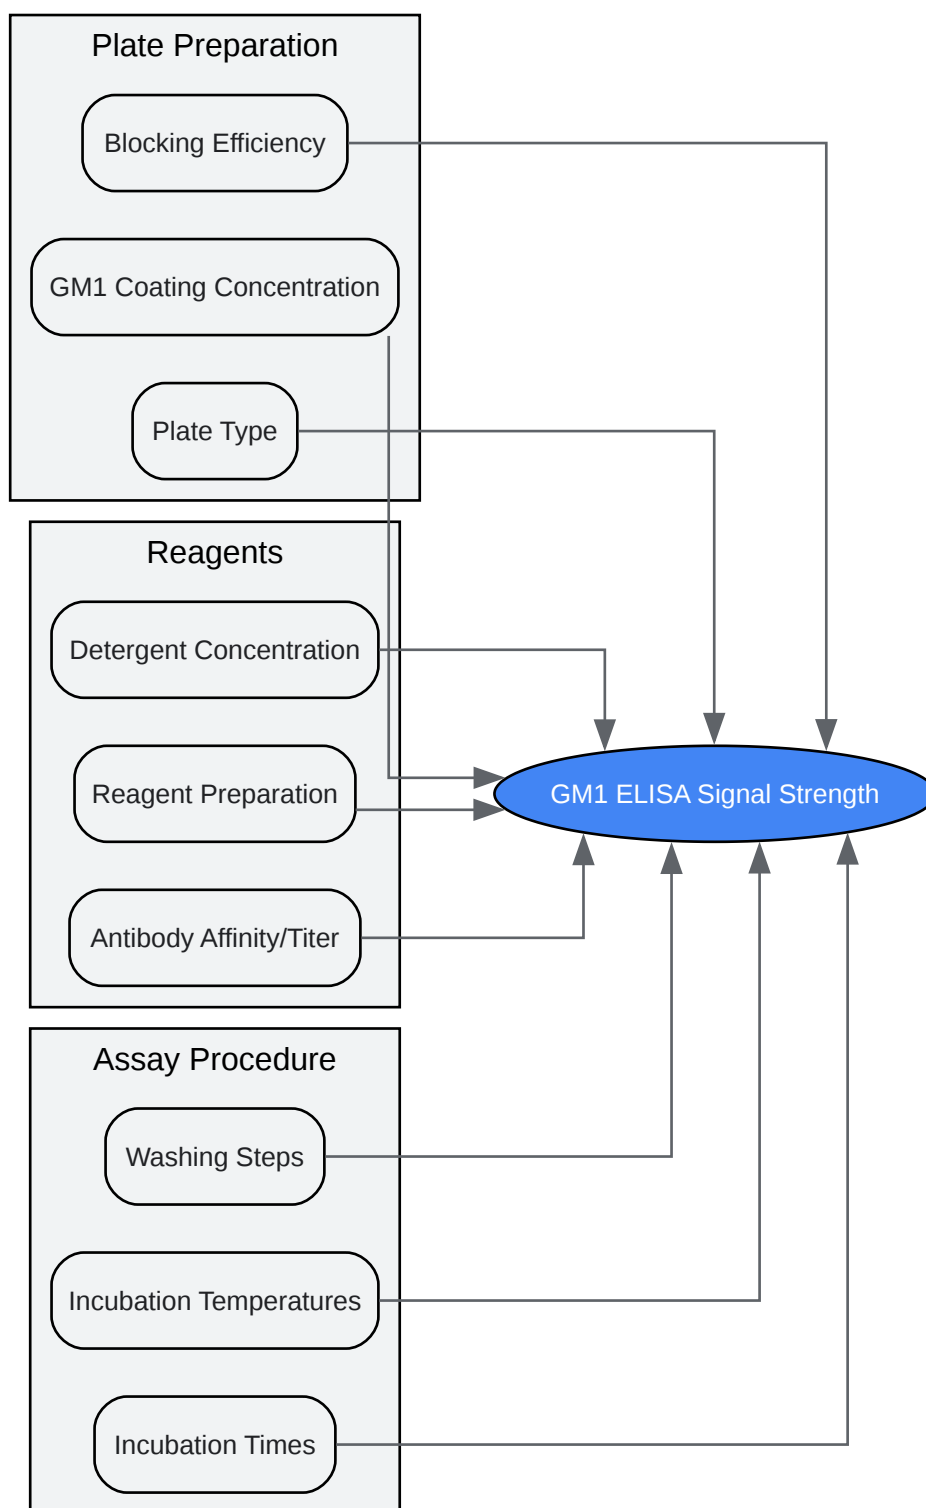 Plate Preparation
Blocking Efficiency
GM1 Coating Concentration
Plate Type
Reagents
Detergent Concentration
Reagent Preparation
GM1 ELISA Signal Strength
Antibody Affinity/Titer
Assay Procedure
Washing Steps
Incubation Temperatures
Incubation Times